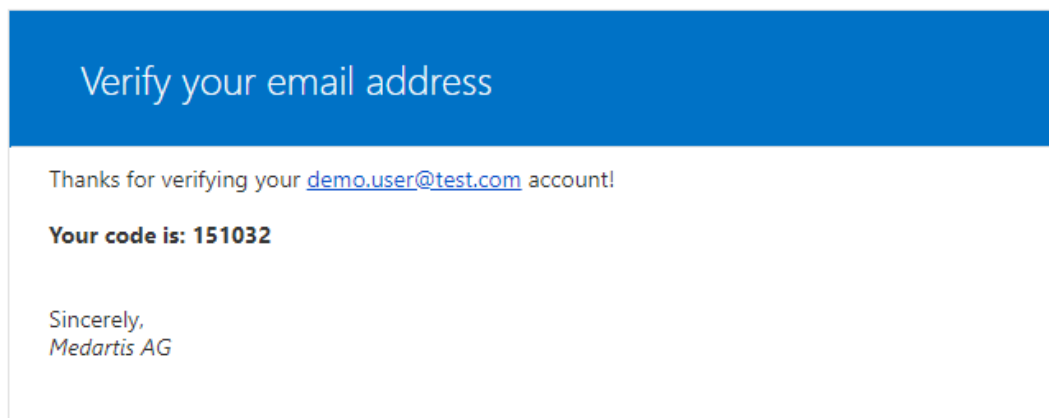 Verify your email address
Thanks for verifying your demo.user@test.com account!
Your code is: 151032
Sincerely,
Medartis AG